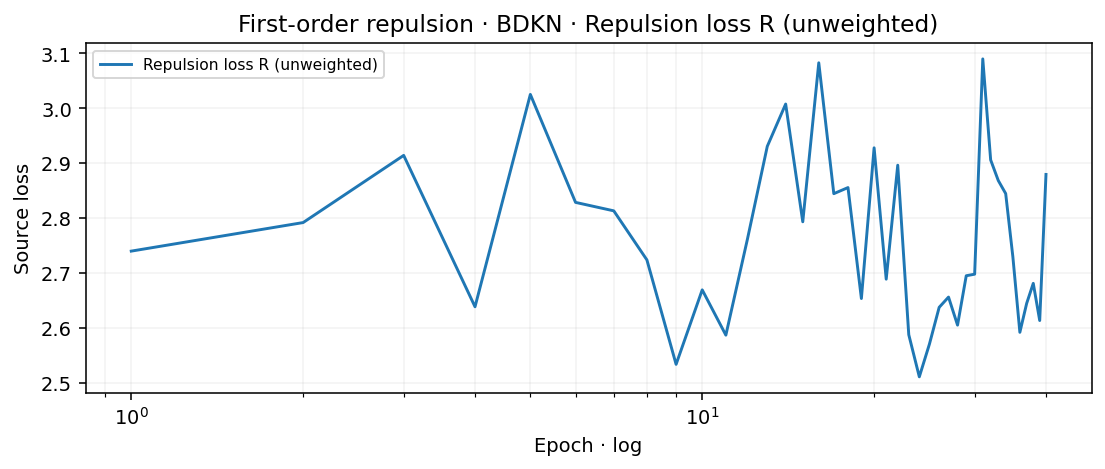 First-order repulsion · BDKN · Repulsion loss R (unweighted)
Repulsion loss R (unweighted)
Source loss
3.1
3.0
2.9
2.8
2.7
2.6
2.5
10⁰
10¹
Epoch · log